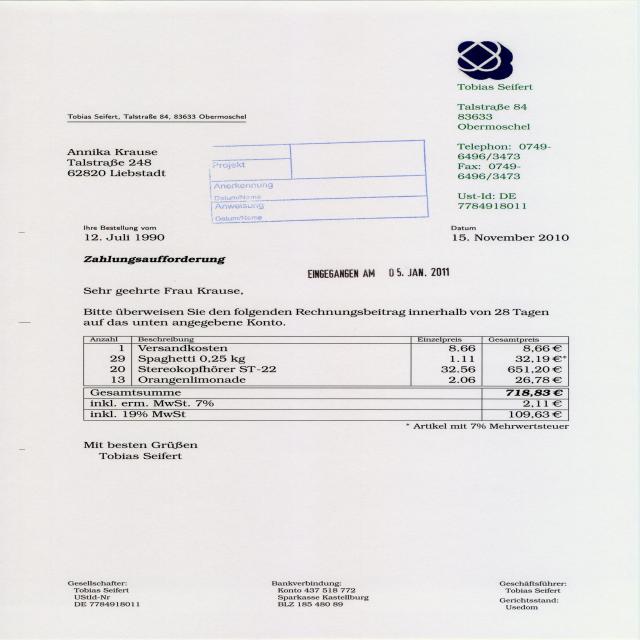 Tobias Seifert
Talstraße 84
83633
Obermoschel
Telephon: 0749-
6496/3473
Fax: 0749-
6496/3473
Ust-Id: DE
7784918011
Tobias Seifert, Talstraße 84, 83633 Obermoschel
Annika Krause
Talstraße 248
62820 Liebstadt
Projekt
Anerkennung
Datum/Name
Anweisung
Datum/Name
Ihre Bestellung vom
12. Juli 1990
Datum
15. November 2010
Zahlungsaufforderung
EINGEGANGEN AM 05. JAN. 2011
Sehr geehrte Frau Krause,
Bitte überweisen Sie den folgenden Rechnungsbeitrag innerhalb von 28 Tagen
auf das unten angegebene Konto.
Anzahl Beschreibung Einzelpreis Gesamtpreis
1 Versandkosten 8.66 8,66 €
29 Spaghetti 0,25 kg 1.11 32,19 €*
20 Stereokopfhörer ST-22 32.56 651,20 €
13 Orangenlimonade 2.06 26,78 €
Gesamtsumme 718,83 €
inkl. erm. MwSt. 7% 2,11 €
inkl. 19% MwSt 109,63 €
* Artikel mit 7% Mehrwertsteuer
Mit besten Grüßen
Tobias Seifert
Gesellschafter:
Tobias Seifert
UStId-Nr
DE 7784918011
Bankverbindung:
Konto 437 518 772
Sparkasse Kastellburg
BLZ 185 480 89
Geschäftsführer:
Tobias Seifert
Gerichtsstand:
Usedom